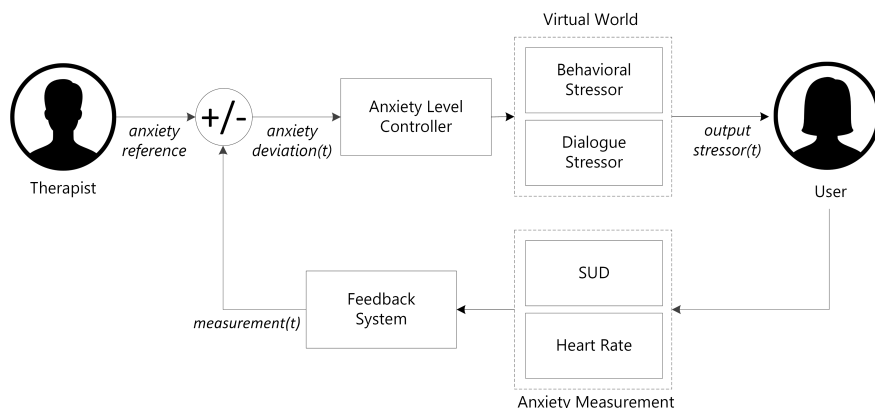 Virtual World
Behavioral
Stressor
+/-
Anxiety Level
Controller
anxiety
reference
anxiety
deviation(t)
Dialogue
Stressor
output
stressor(t)
Therapist
User
SUD
Feedback
System
measurement(t)
Heart Rate
Anxiety Measurement